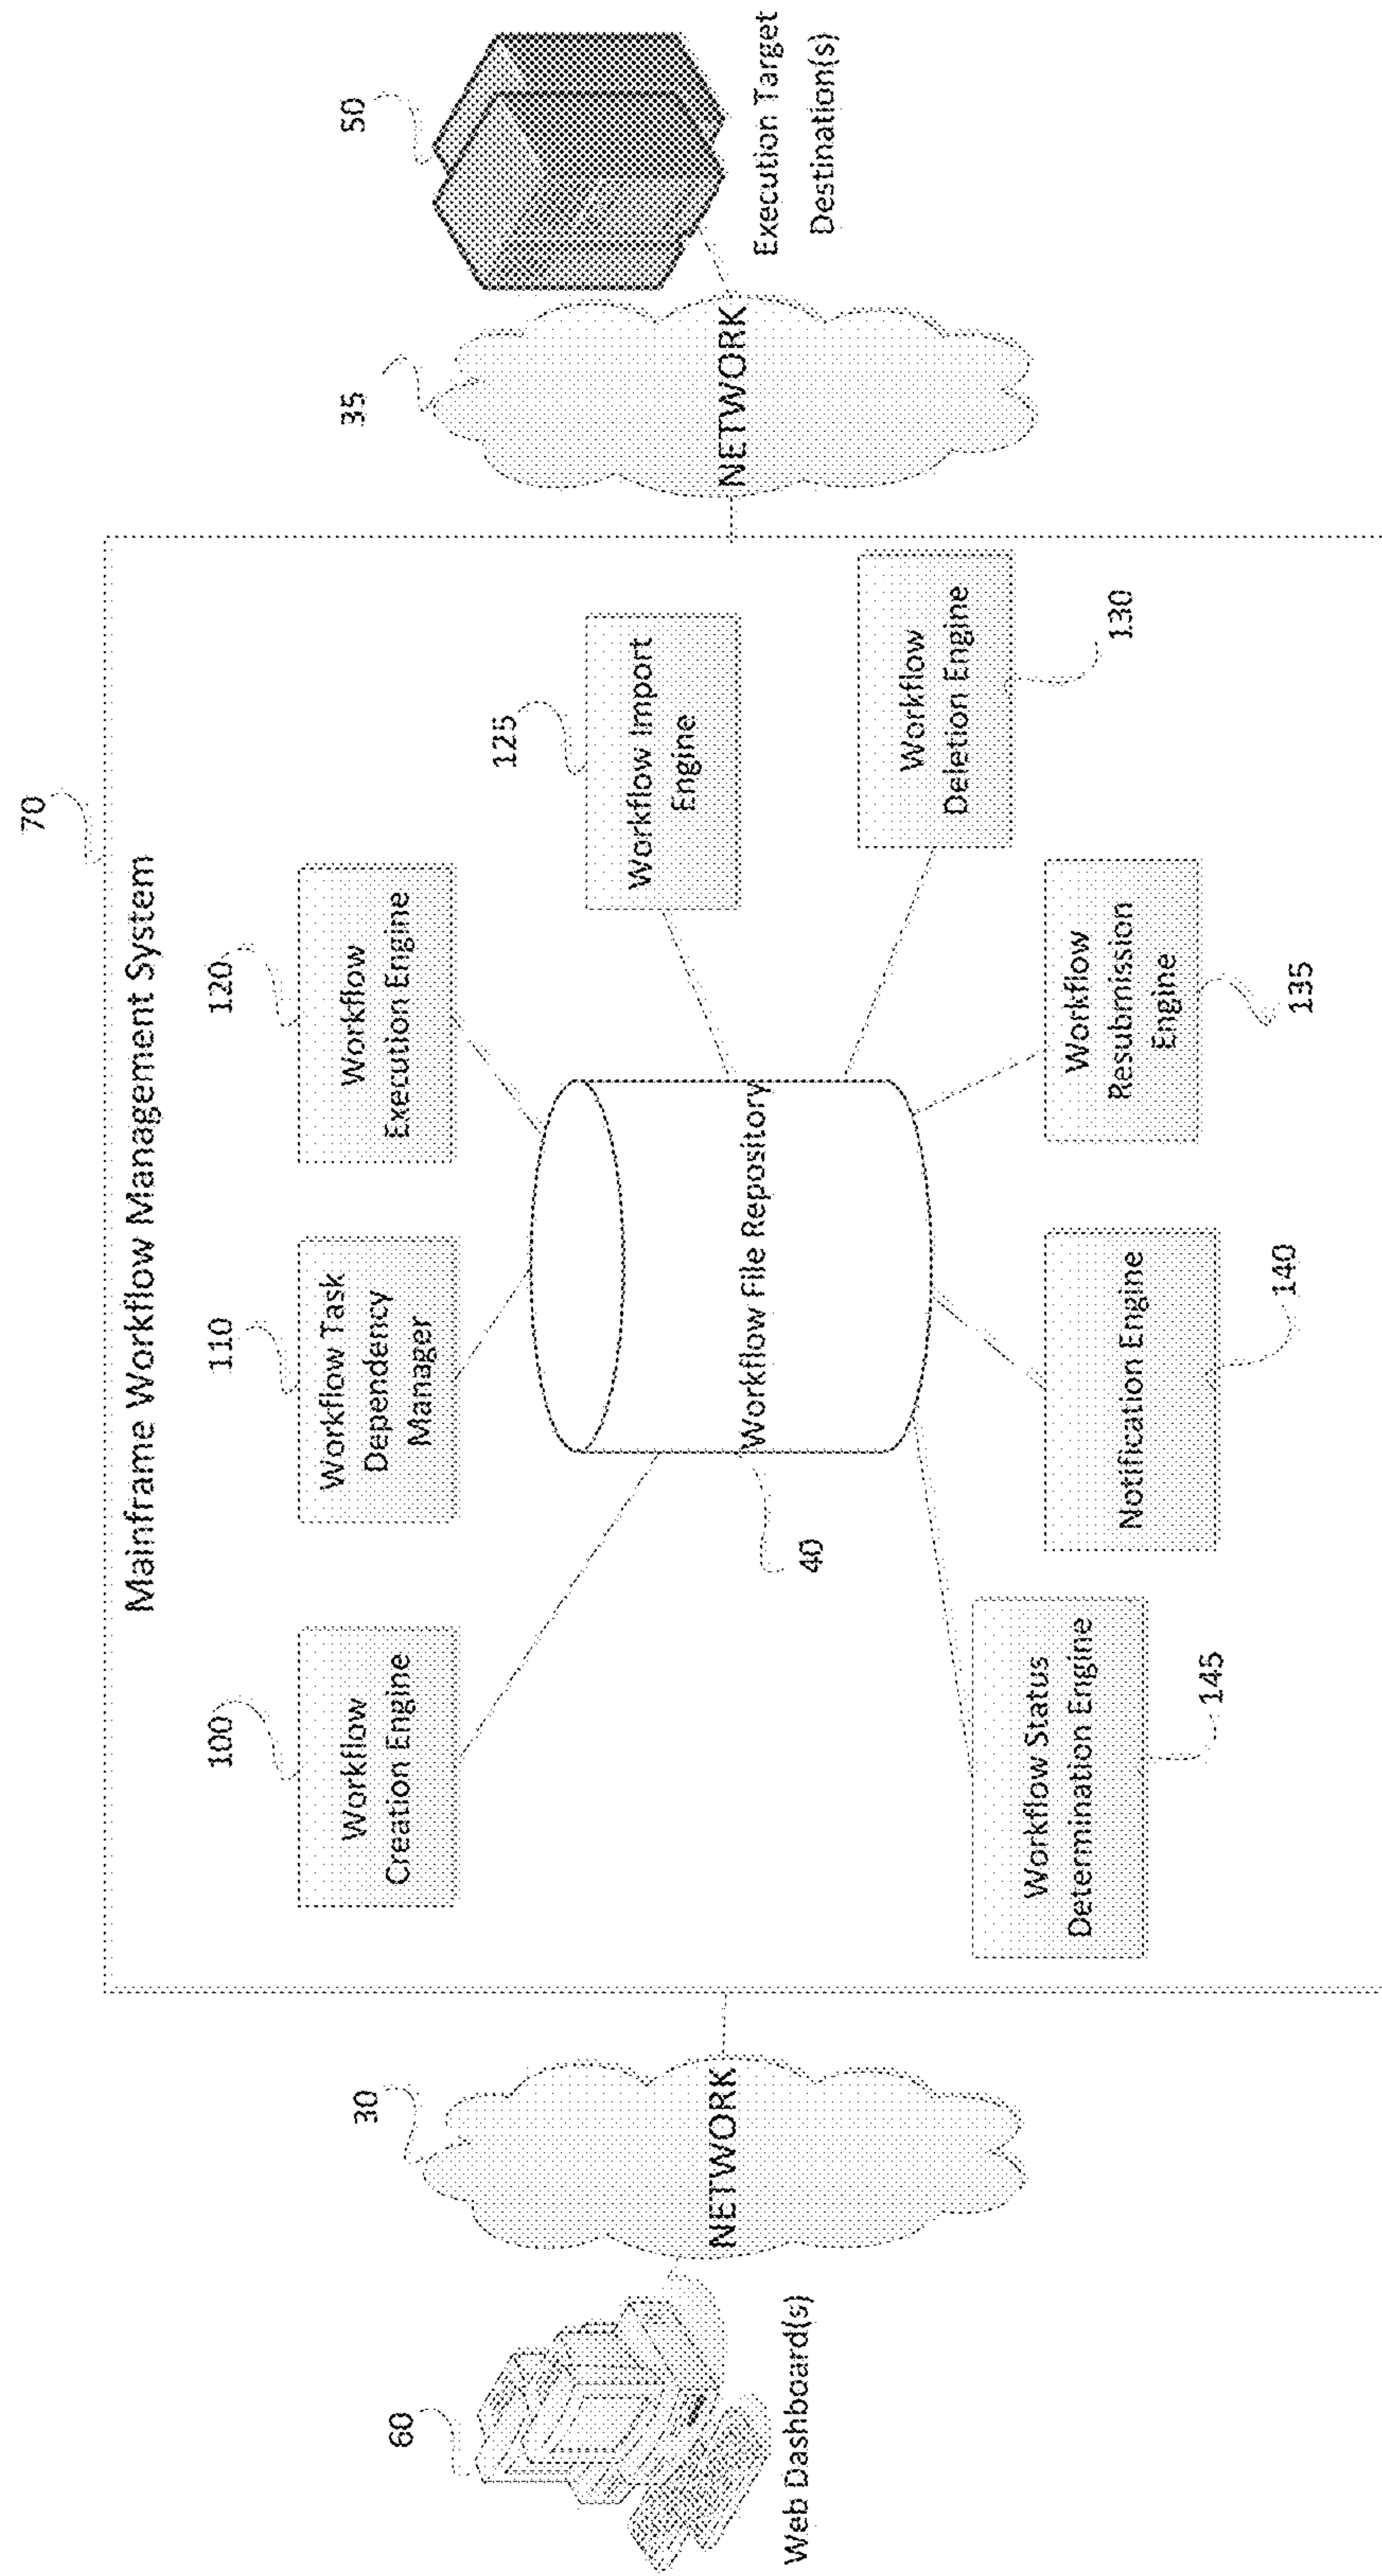 70
Mainframe Workflow Management System
100
Workflow
Creation Engine
110
Workflow Task
Dependency
Manager
120
Workflow
Execution Engine
125
Workflow Import
Engine
Workflow
Deletion Engine
130
Workflow
Resubmission
Engine
135
Notification Engine
140
Workflow Status
Determination Engine
145
Workflow File Repository
40
60
Web Dashboard(s)
30
NETWORK
35
NETWORK
50
Execution Target
Destination(s)